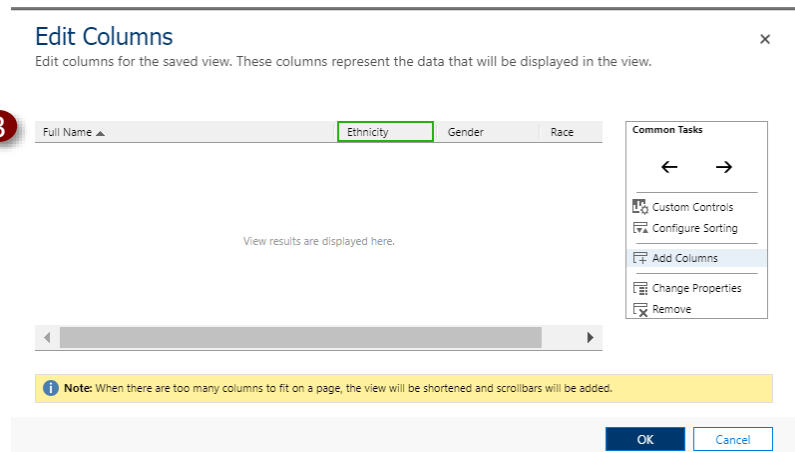 Edit Columns
Edit columns for the saved view. These columns represent the data that will be displayed in the view.
Full Name Ethnicity Gender Race
Common Tasks
Custom Controls
Configure Sorting
Add Columns
Change Properties
Remove
View results are displayed here.
Note: When there are too many columns to fit on a page, the view will be shortened and scrollbars will be added.
OK Cancel